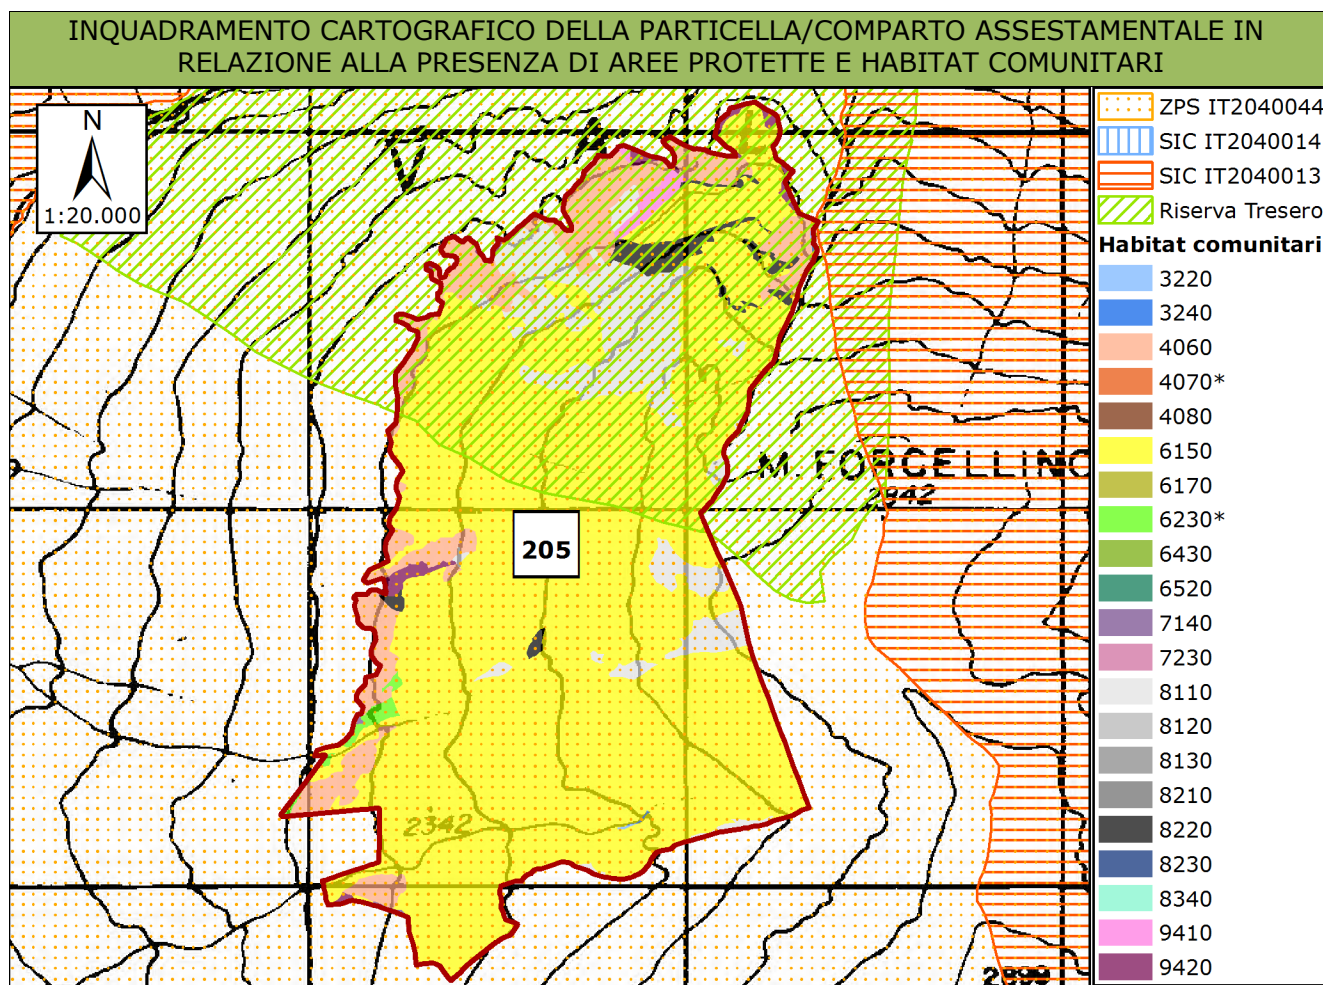 INQUADRAMENTO CARTOGRAFICO DELLA PARTICELLA/COMPARTO ASSESTAMENTALE IN
RELAZIONE ALLA PRESENZA DI AREE PROTETTE E HABITAT COMUNITARI
N
1:20.000
M. FORCELLINO
205
2342
ZPS IT2040044
SIC IT2040014
SIC IT2040013
Riserva Tresero
Habitat comunitari
3220
3240
4060
4070*
4080
6150
6170
6230*
6430
6520
7140
7230
8110
8120
8130
8210
8220
8230
8340
9410
9420